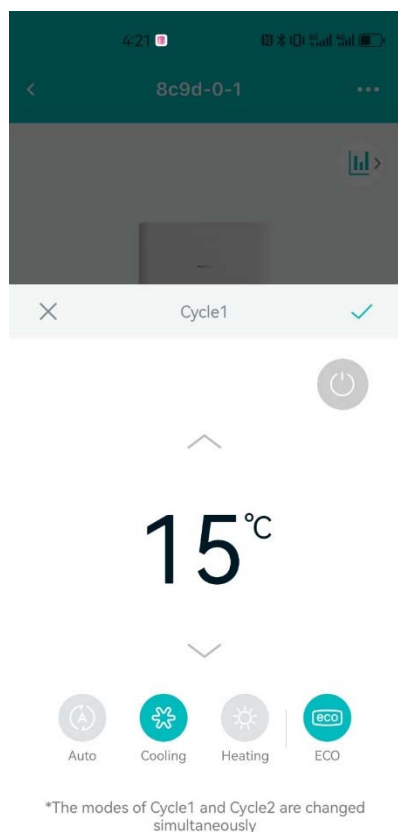 4:21
8c9d-0-1
Cycle1
15°C
Auto
Cooling
Heating
eco
ECO
*The modes of Cycle1 and Cycle2 are changed
simultaneously